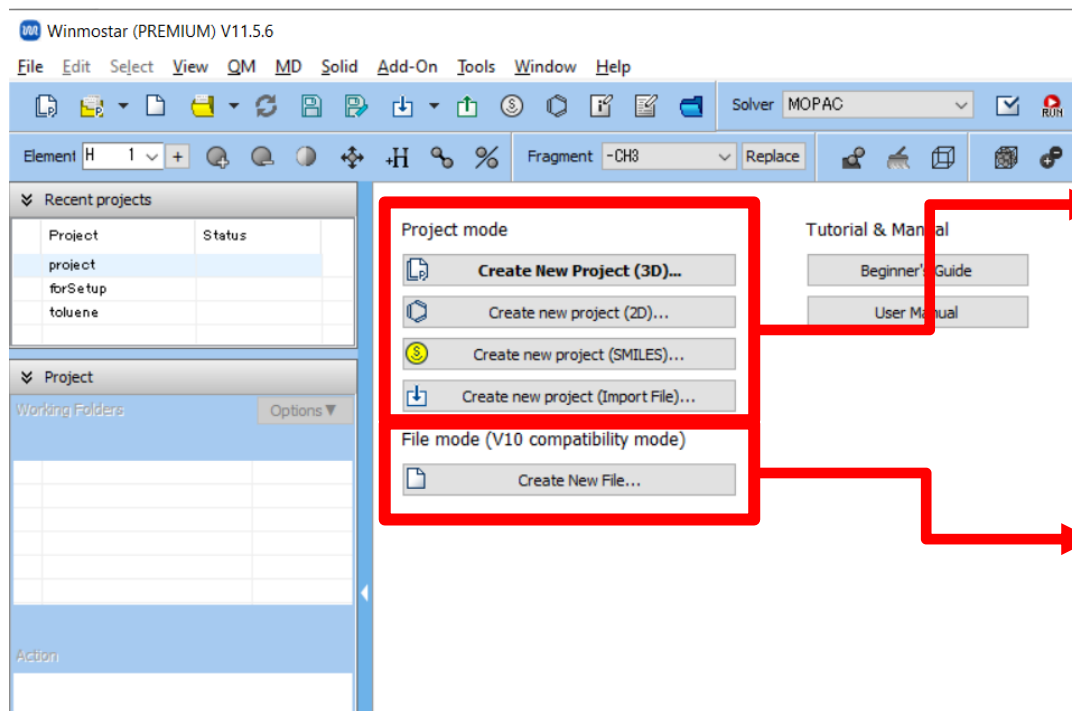 Winmostar (PREMIUM) V11.5.6
File Edit Select View QM MD Solid Add-On Tools Window Help
Solver MOPAC RUN
Element H 1 + +H Fragment -CH3 Replace
Recent projects
Project Status
project
forSetup
toluene
Project
Working Folders Options▼
Action
Project mode
Create New Project (3D)...
Create new project (2D)...
Create new project (SMILES)...
Create new project (Import File)...
File mode (V10 compatibility mode)
Create New File...
Tutorial & Manual
Beginner's Guide
User Manual